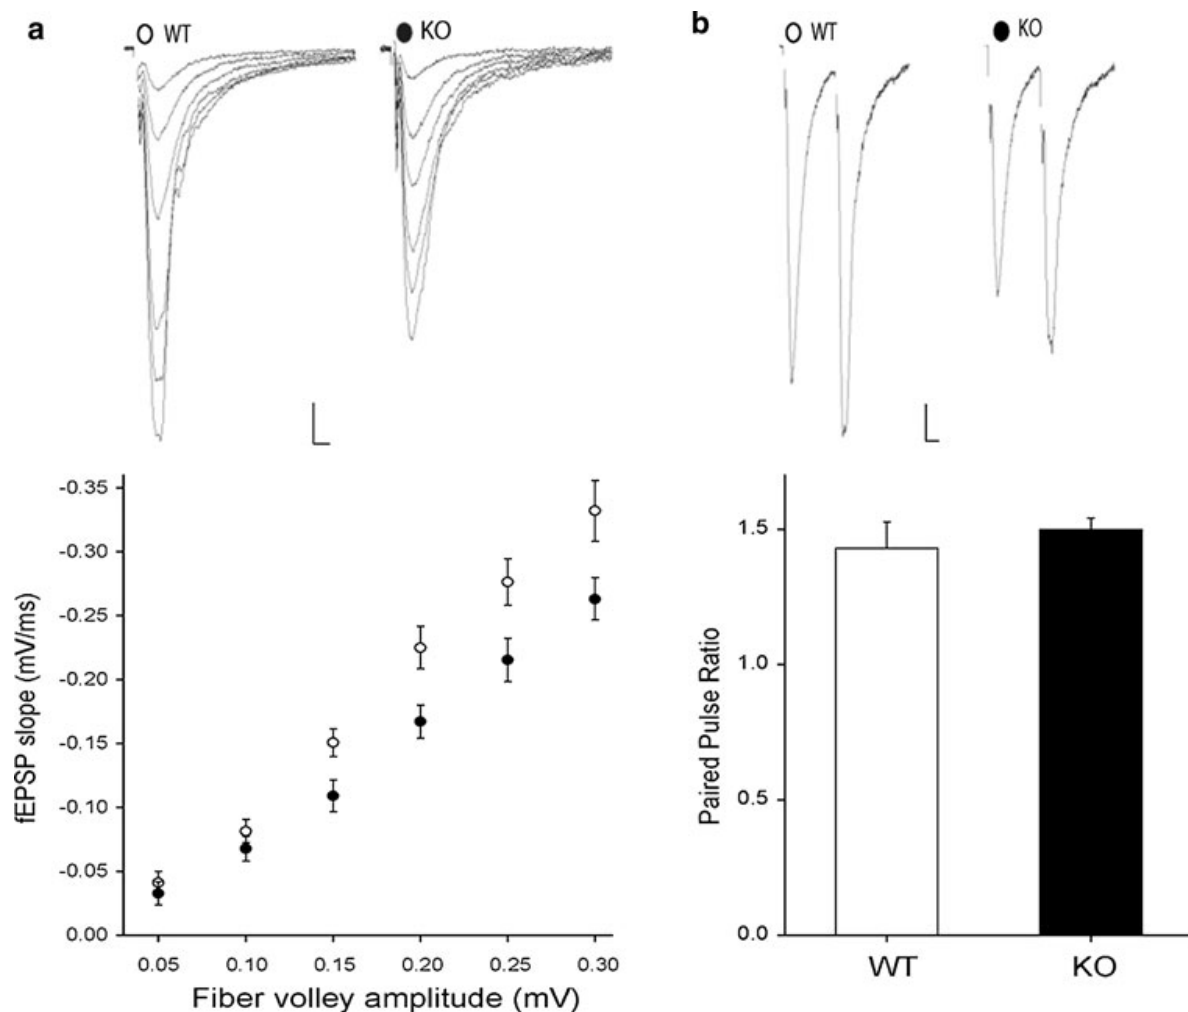 a
WT
KO
b
WT
KO
fEPSP slope (mV/ms)
-0.35
-0.30
-0.25
-0.20
-0.15
-0.10
-0.05
0.00
0.05 0.10 0.15 0.20 0.25 0.30
Fiber volley amplitude (mV)
Paired Pulse Ratio
1.5
1.0
0.5
0.0
WT KO